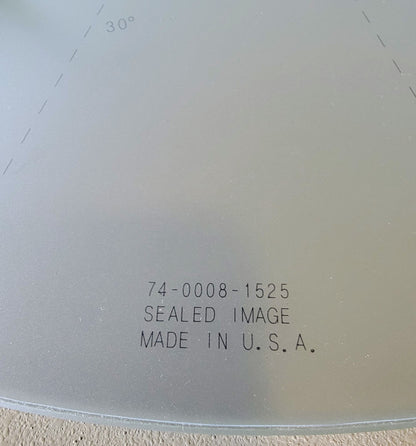 30°
74-0008-1525
SEALED IMAGE
MADE IN U.S.A.